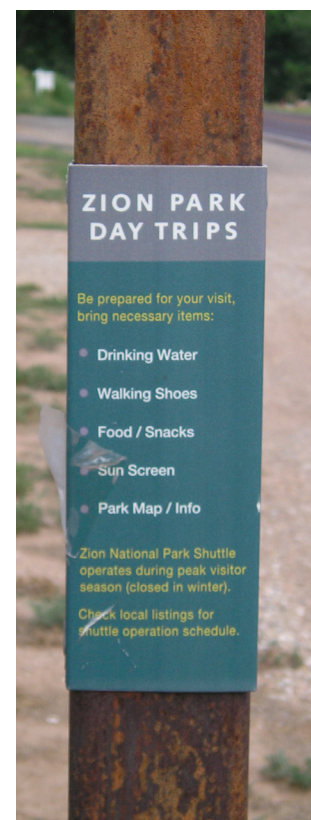 ZION PARK
DAY TRIPS
Be prepared for your visit,
bring necessary items:
Drinking Water
Walking Shoes
Food / Snacks
Sun Screen
Park Map / Info
Zion National Park Shuttle
operates during peak visitor
season (closed in winter).
Check local listings for
shuttle operation schedule.